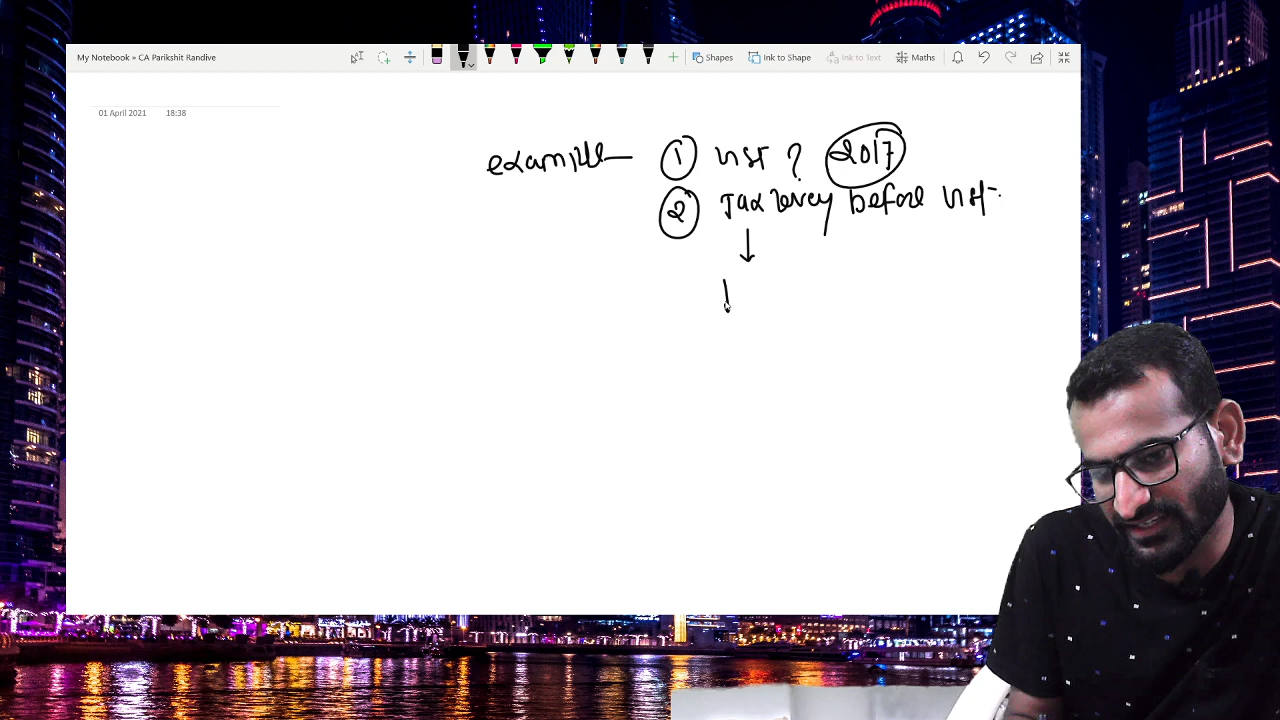 My Notebook » CA Parikshit Randive
Shapes
Ink to Shape
Ink to Text
Maths
01 April 2021 18:38
example 1 GST ? 2017
2 Tax levey before GST.